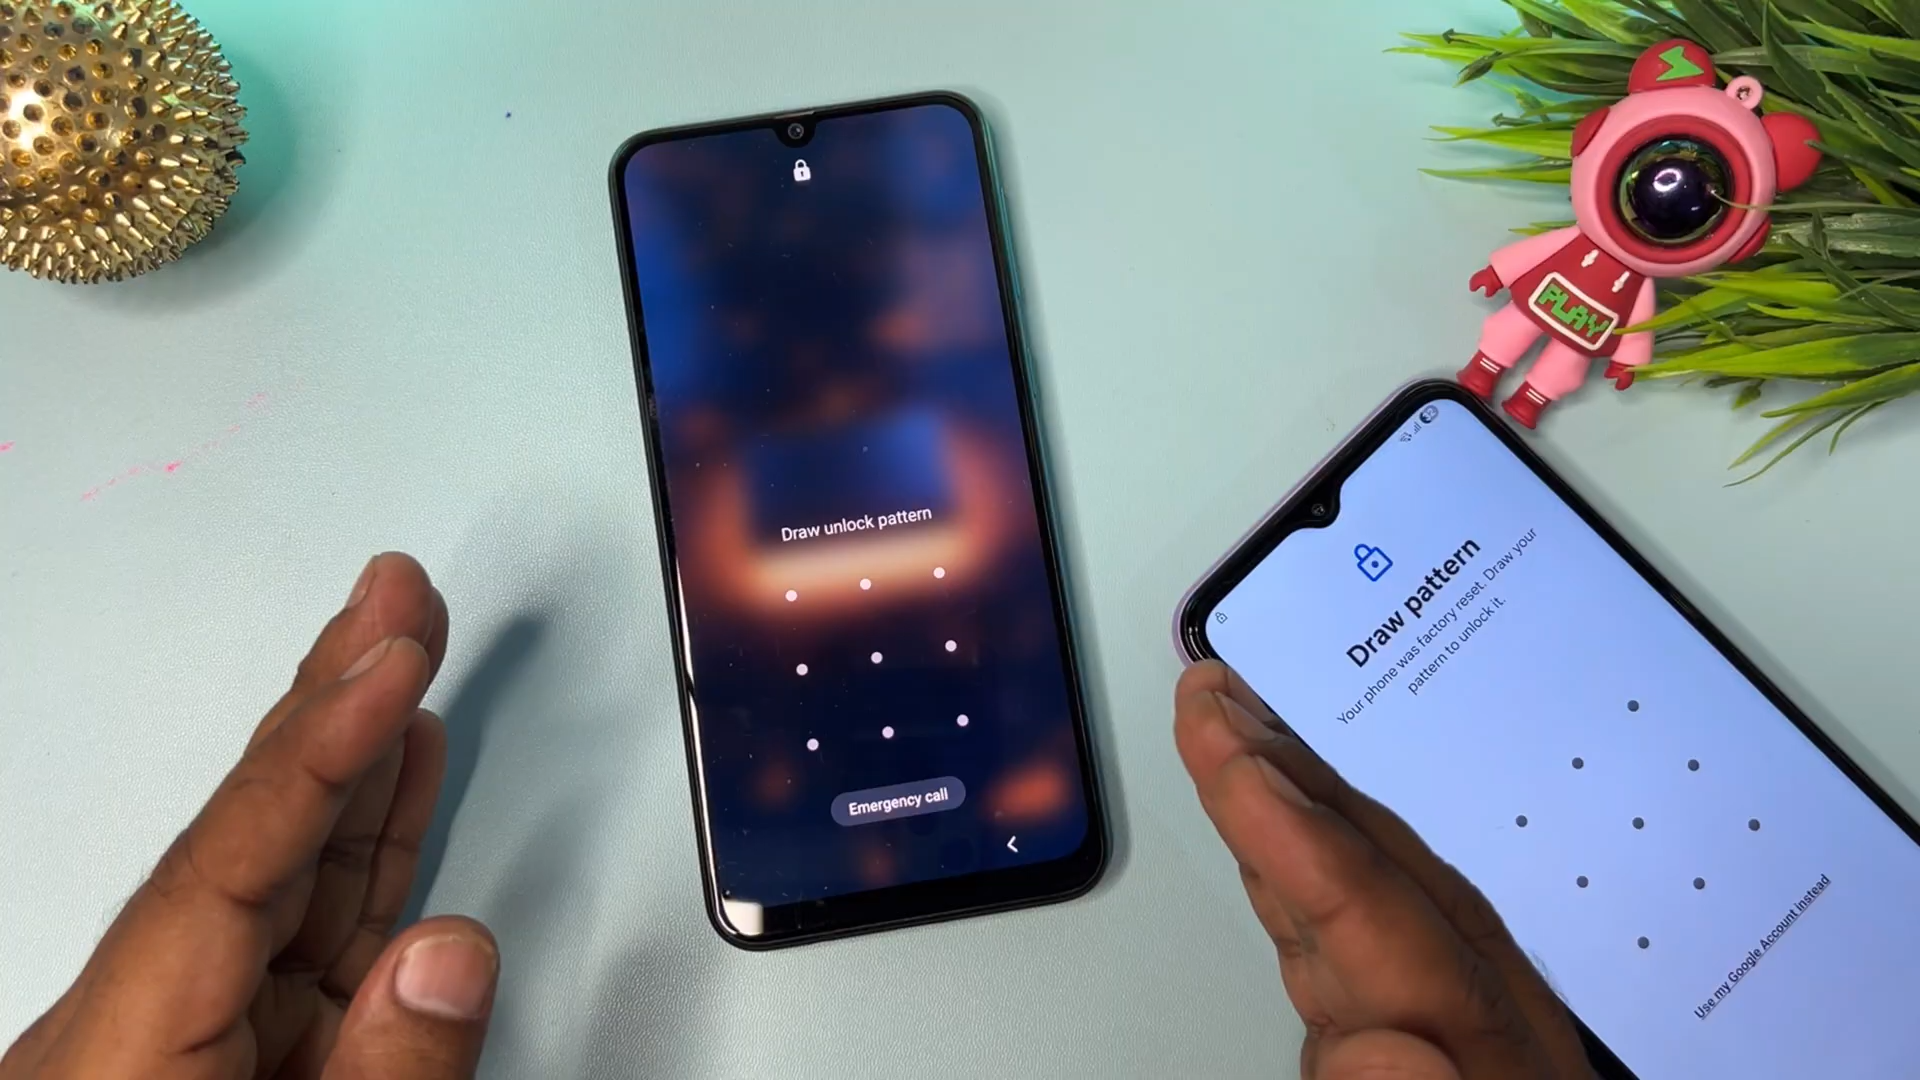 Draw unlock pattern
Emergency call
PLAY
32
Draw pattern
Your phone was factory reset. Draw your
pattern to unlock it.
Use my Google Account instead